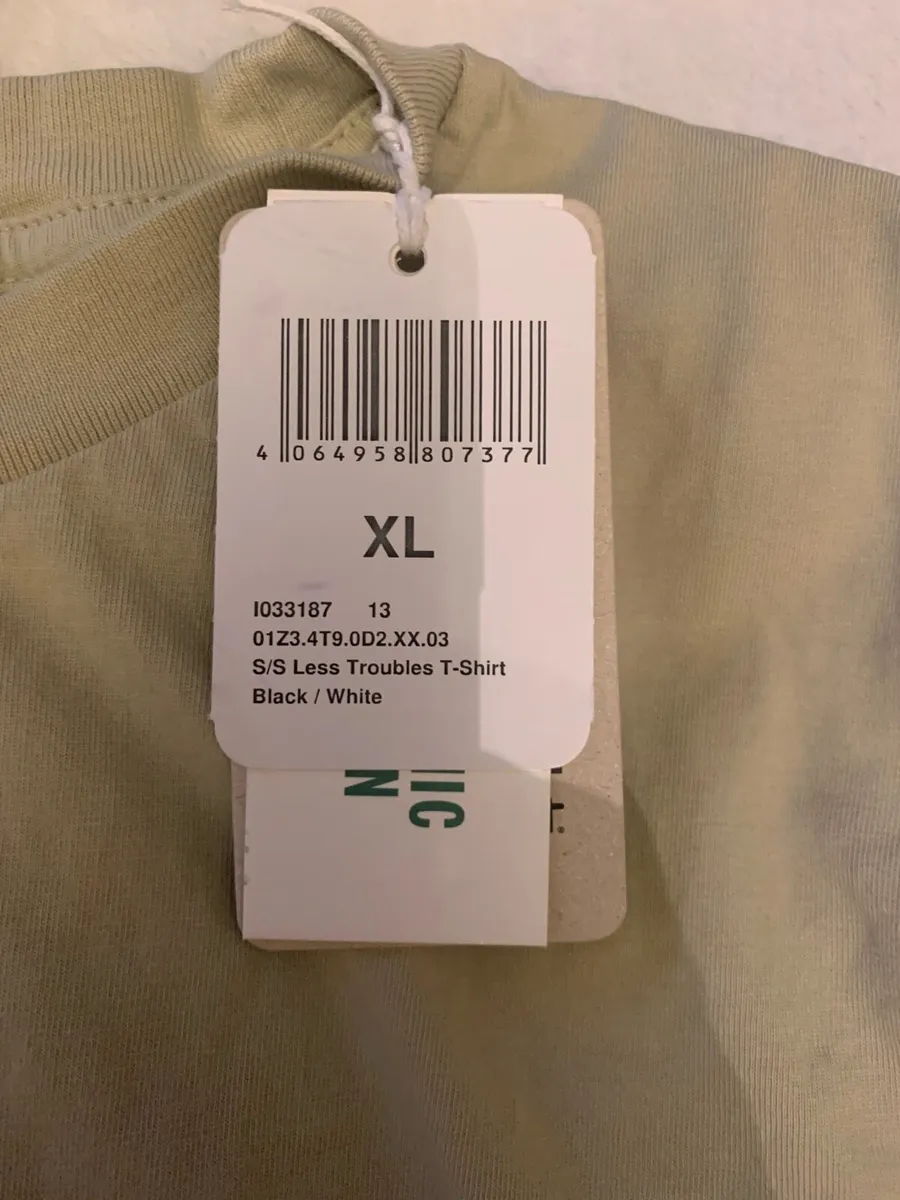 4 064958 807377
XL
I033187 13
01Z3.4T9.0D2.XX.03
S/S Less Troubles T-Shirt
Black / White